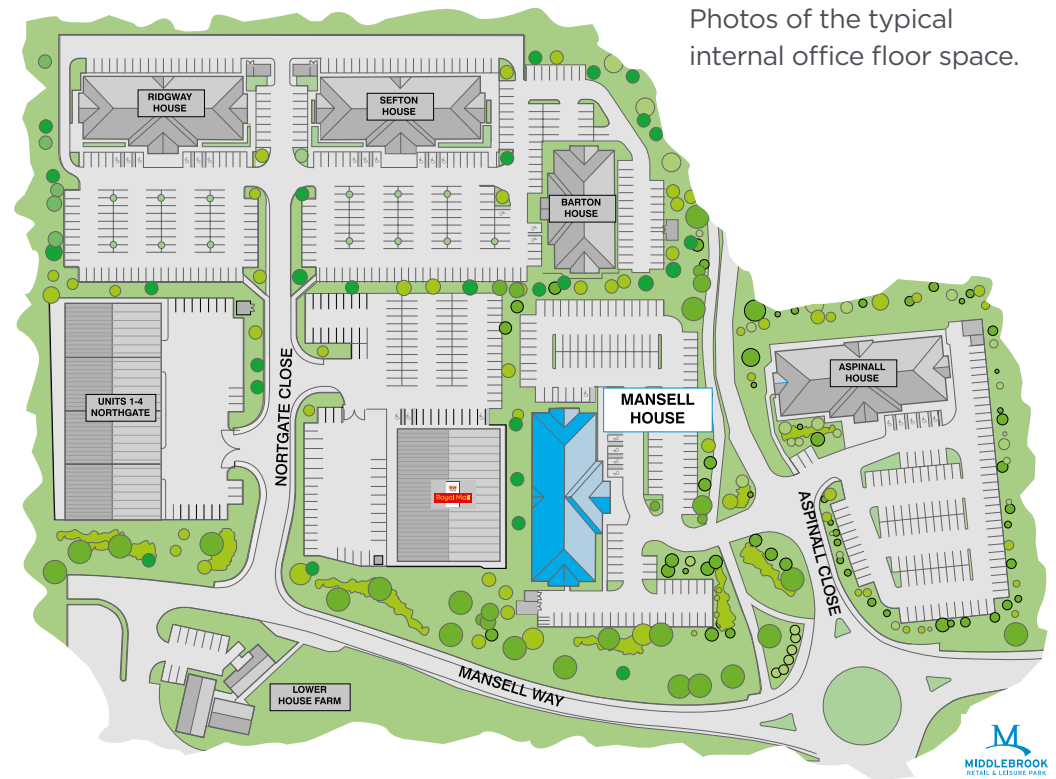 Photos of the typical
internal office floor space.
RIDGWAY
HOUSE
SEFTON
HOUSE
BARTON
HOUSE
UNITS 1-4
NORTHGATE
NORTGATE CLOSE
MANSELL
HOUSE
ASPINALL
HOUSE
Royal Mail
ASPINALL CLOSE
MANSELL WAY
LOWER
HOUSE FARM
M
MIDDLEBROOK
RETAIL & LEISURE PARK